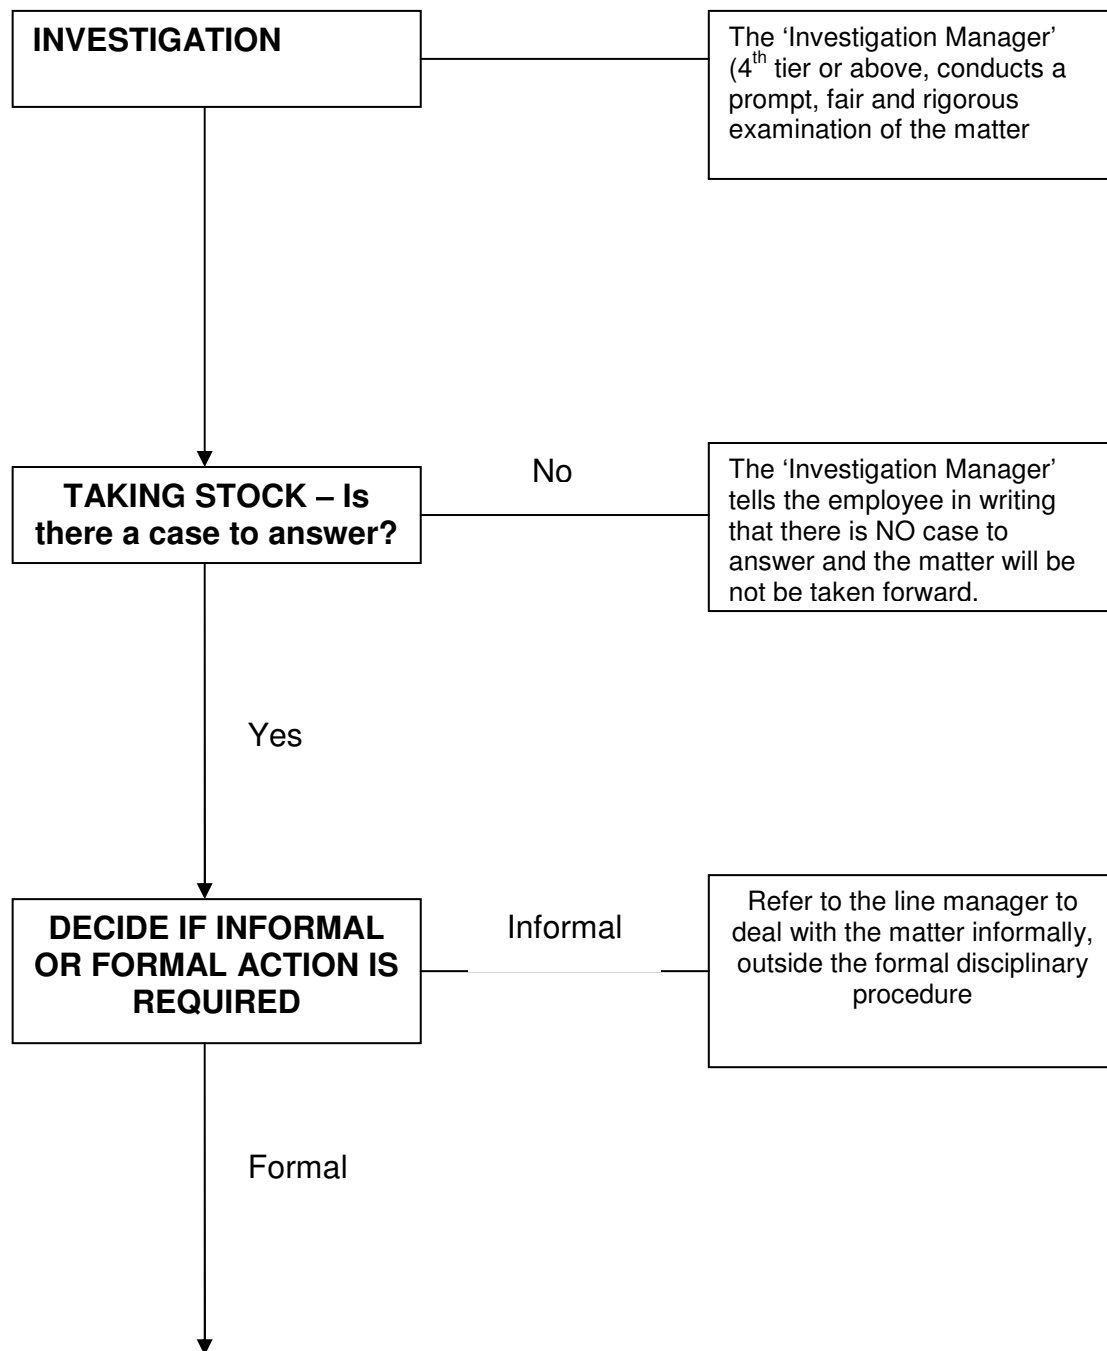 INVESTIGATION
The ‘Investigation Manager’
(4th tier or above, conducts a
prompt, fair and rigorous
examination of the matter
TAKING STOCK – Is
there a case to answer?
No
The ‘Investigation Manager’
tells the employee in writing
that there is NO case to
answer and the matter will be
not be taken forward.
Yes
DECIDE IF INFORMAL
OR FORMAL ACTION IS
REQUIRED
Informal
Refer to the line manager to
deal with the matter informally,
outside the formal disciplinary
procedure
Formal